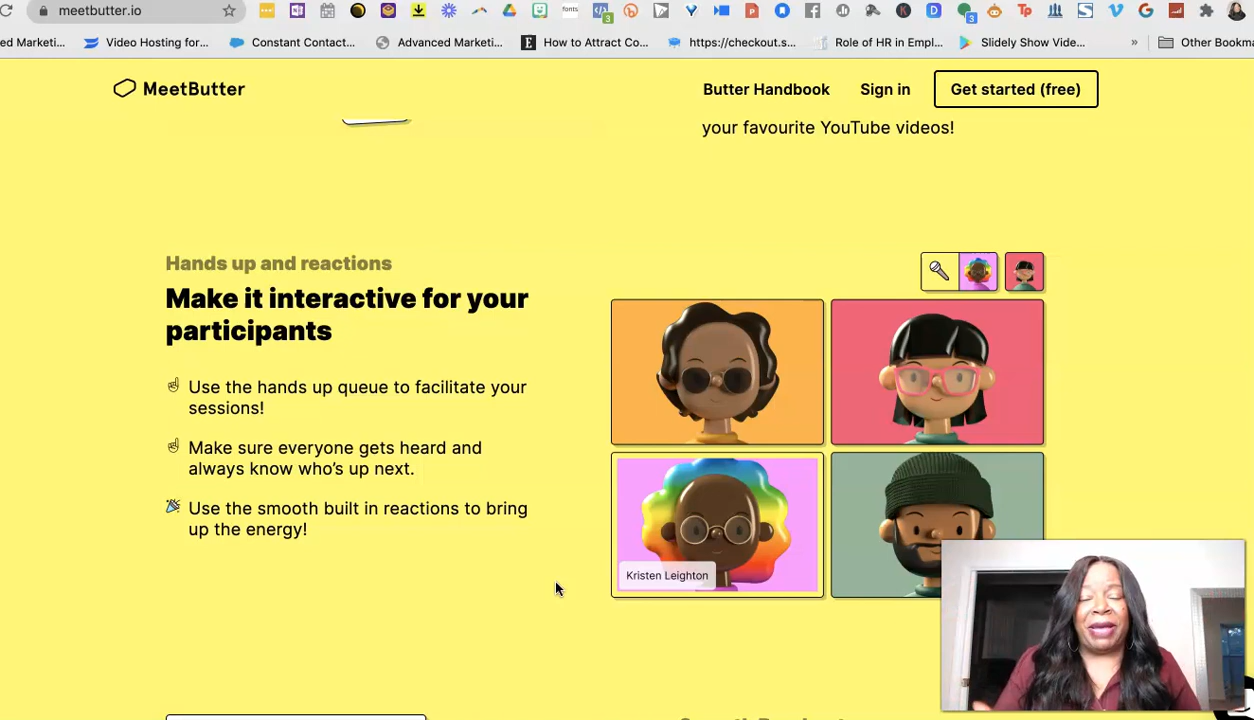 meetbutter.io
ed Marketi...
Video Hosting for...
Constant Contact...
Advanced Marketi...
How to Attract Co...
https://checkout.s...
Role of HR in Empl...
Slidely Show Vide...
»
Other Bookma
MeetButter
Butter Handbook
Sign in
Get started (free)
your favourite YouTube videos!
Hands up and reactions
Make it interactive for your
participants
Use the hands up queue to facilitate your
sessions!
Make sure everyone gets heard and
always know who's up next.
Use the smooth built in reactions to bring
up the energy!
Kristen Leighton